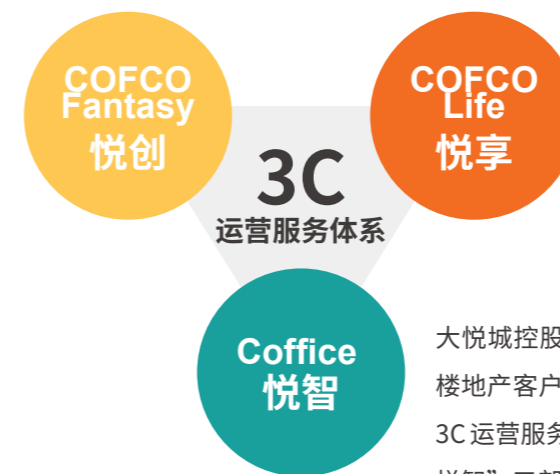 COFCO
Fantasy
悦创
COFCO
Life
悦享
3C
运营服务体系
Coffice
悦智
大悦城控股
楼地产客户
3C 运营服务